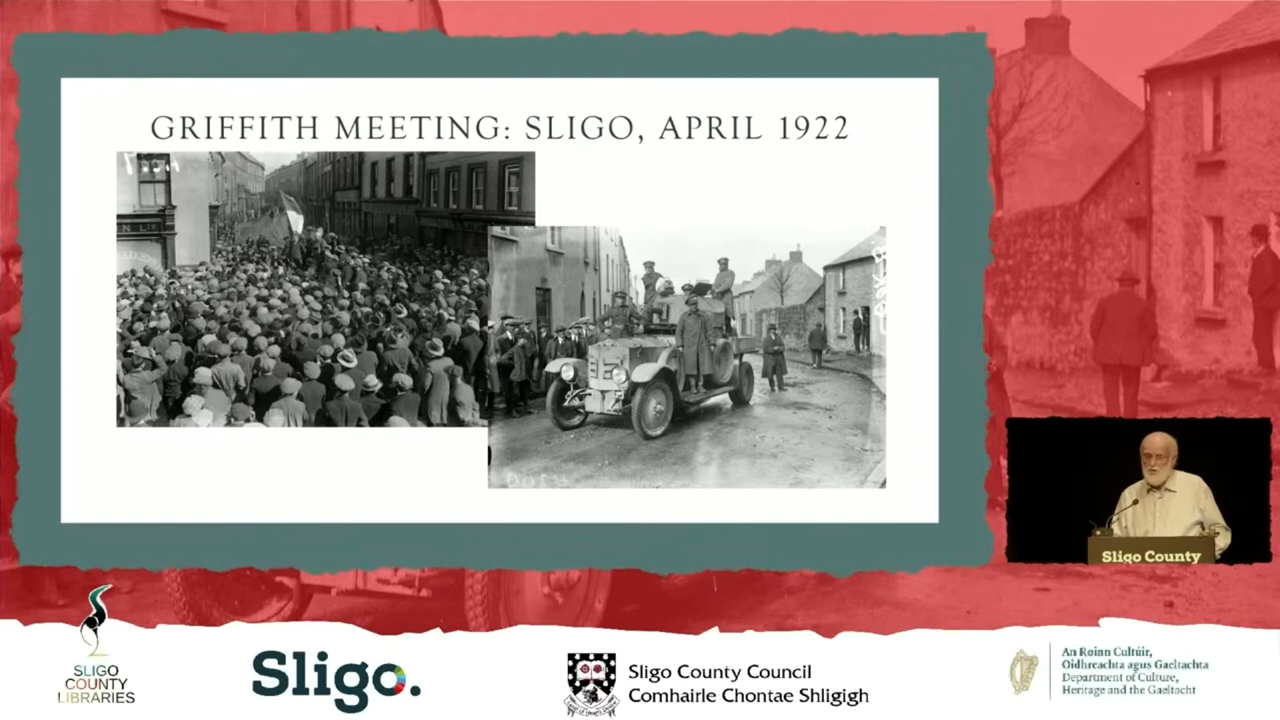 GRIFFITH MEETING: SLIGO, APRIL 1922
Sligo County
SLIGO
COUNTY
LIBRARIES
Sligo.
Sligo County Council
Comhairle Chontae Shligigh
An Roinn Cultúir,
Oidhreachta agus Gaeltachta
Department of Culture,
Heritage and the Gaeltacht